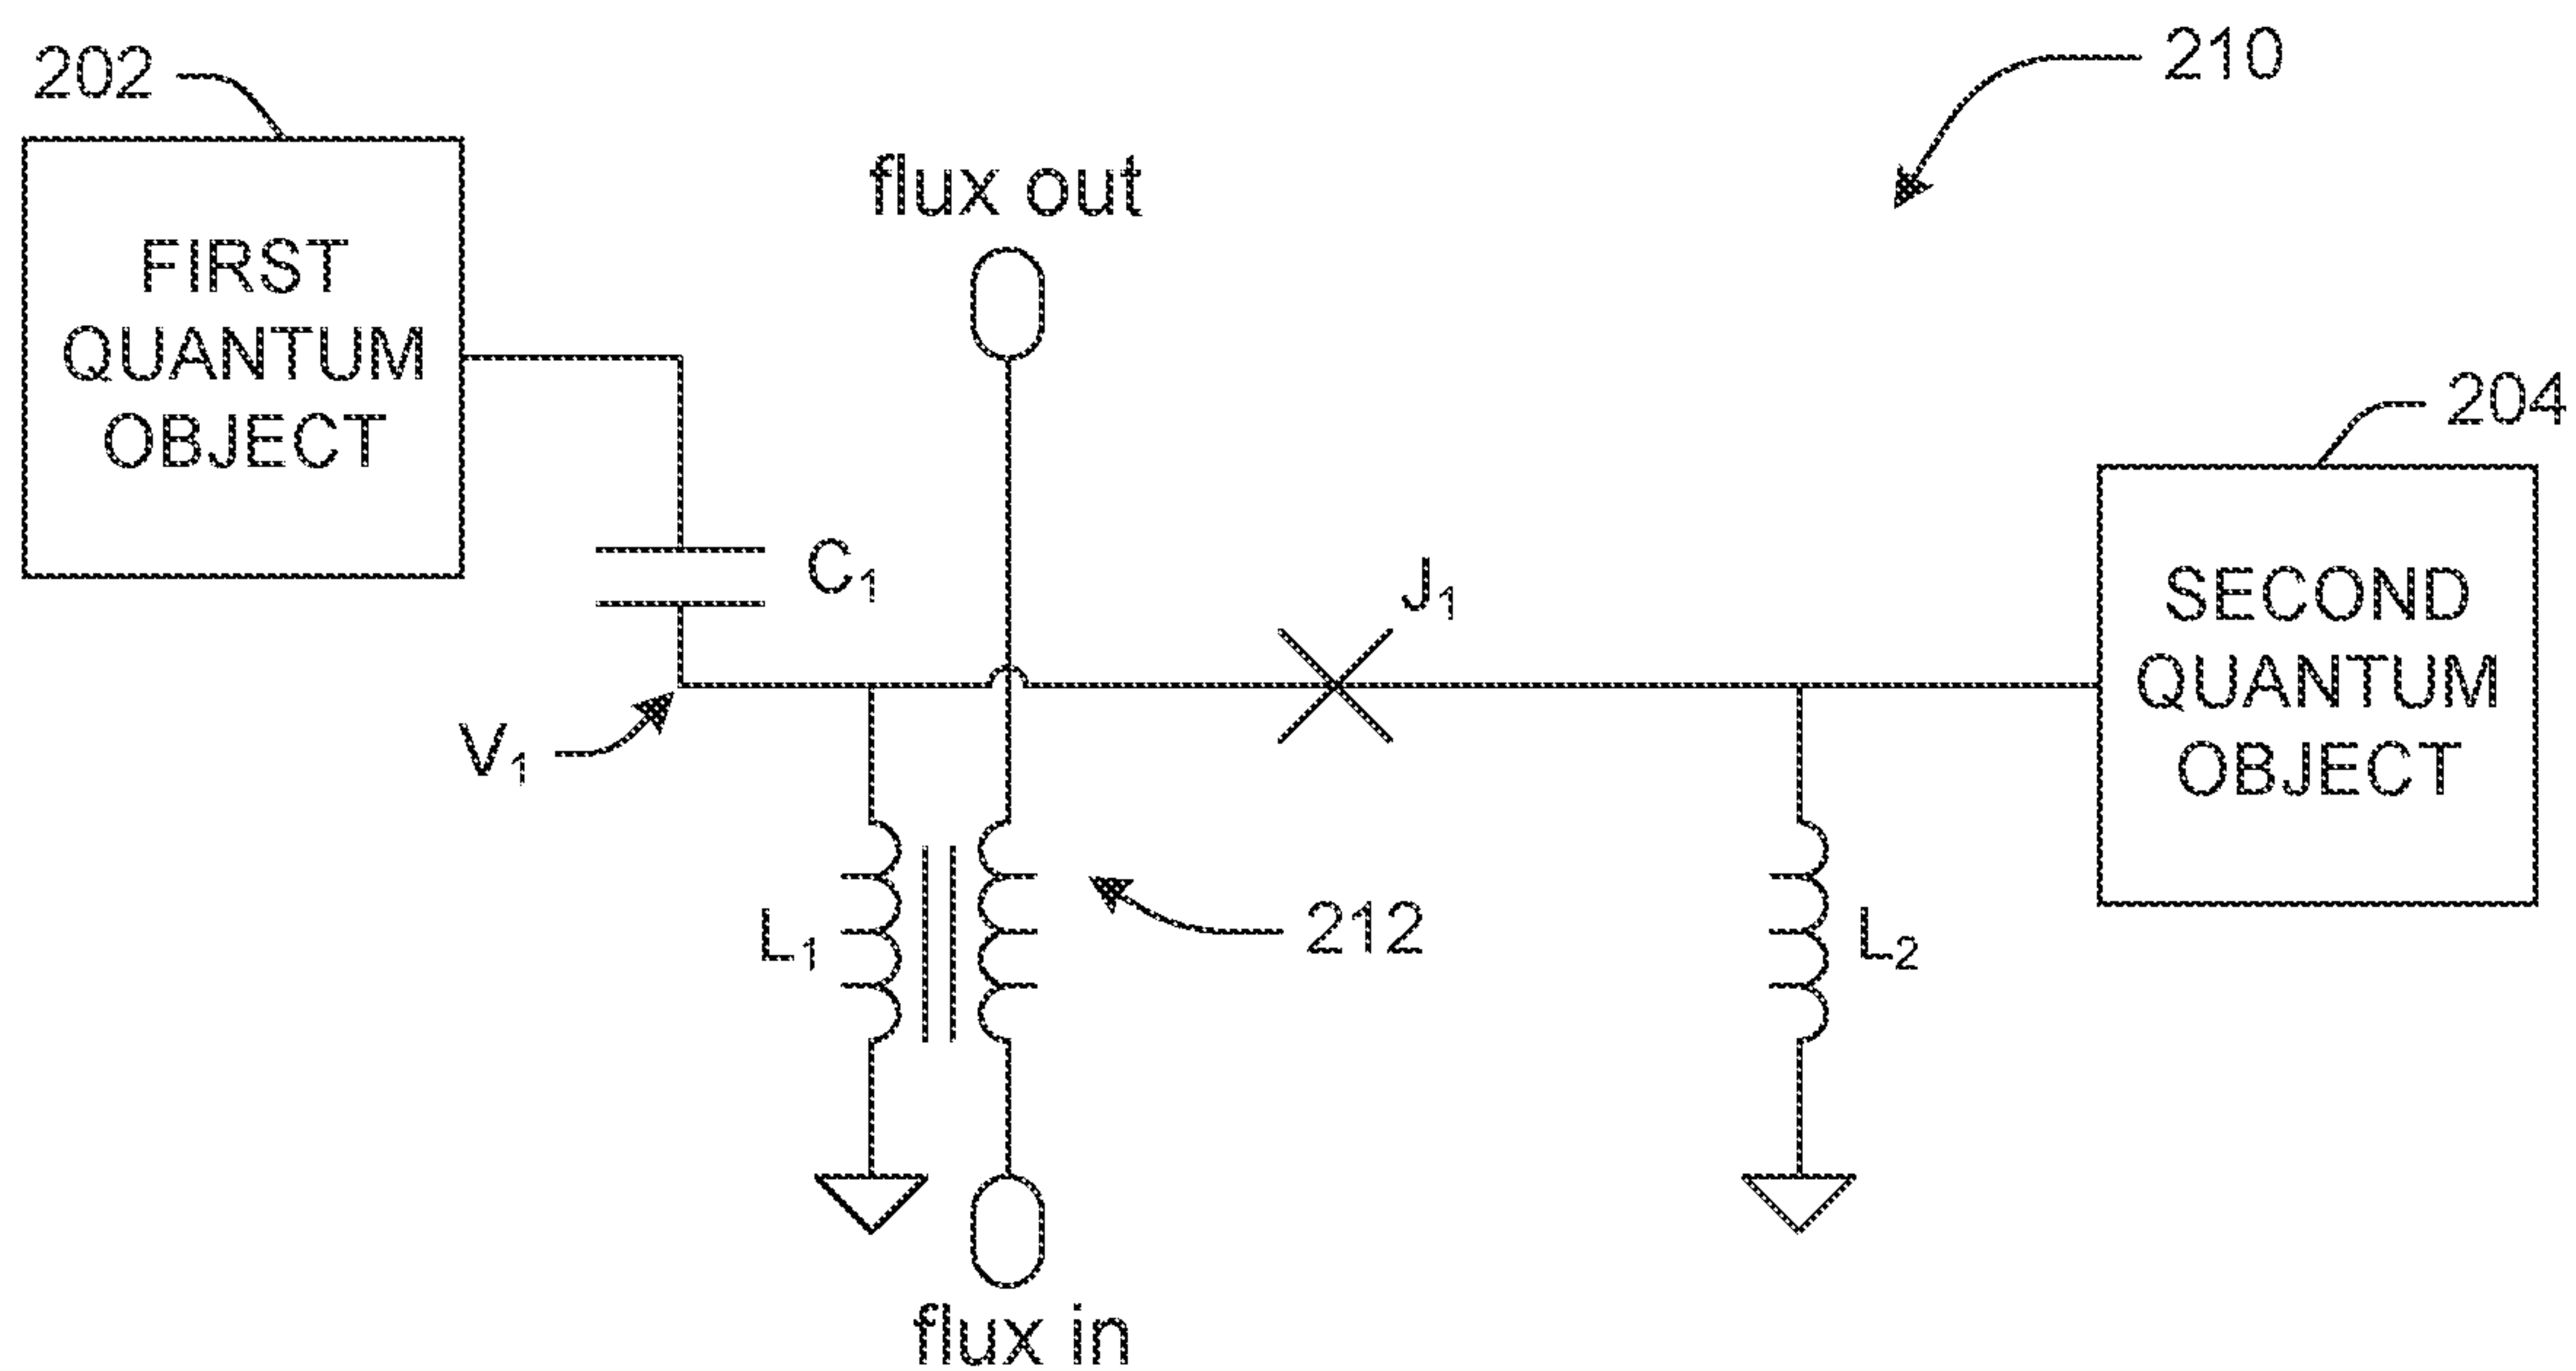 202
210
flux out
FIRST
QUANTUM
OBJECT
204
C₁
J₁
SECOND
QUANTUM
OBJECT
V₁
L₁
212
L₂
flux in